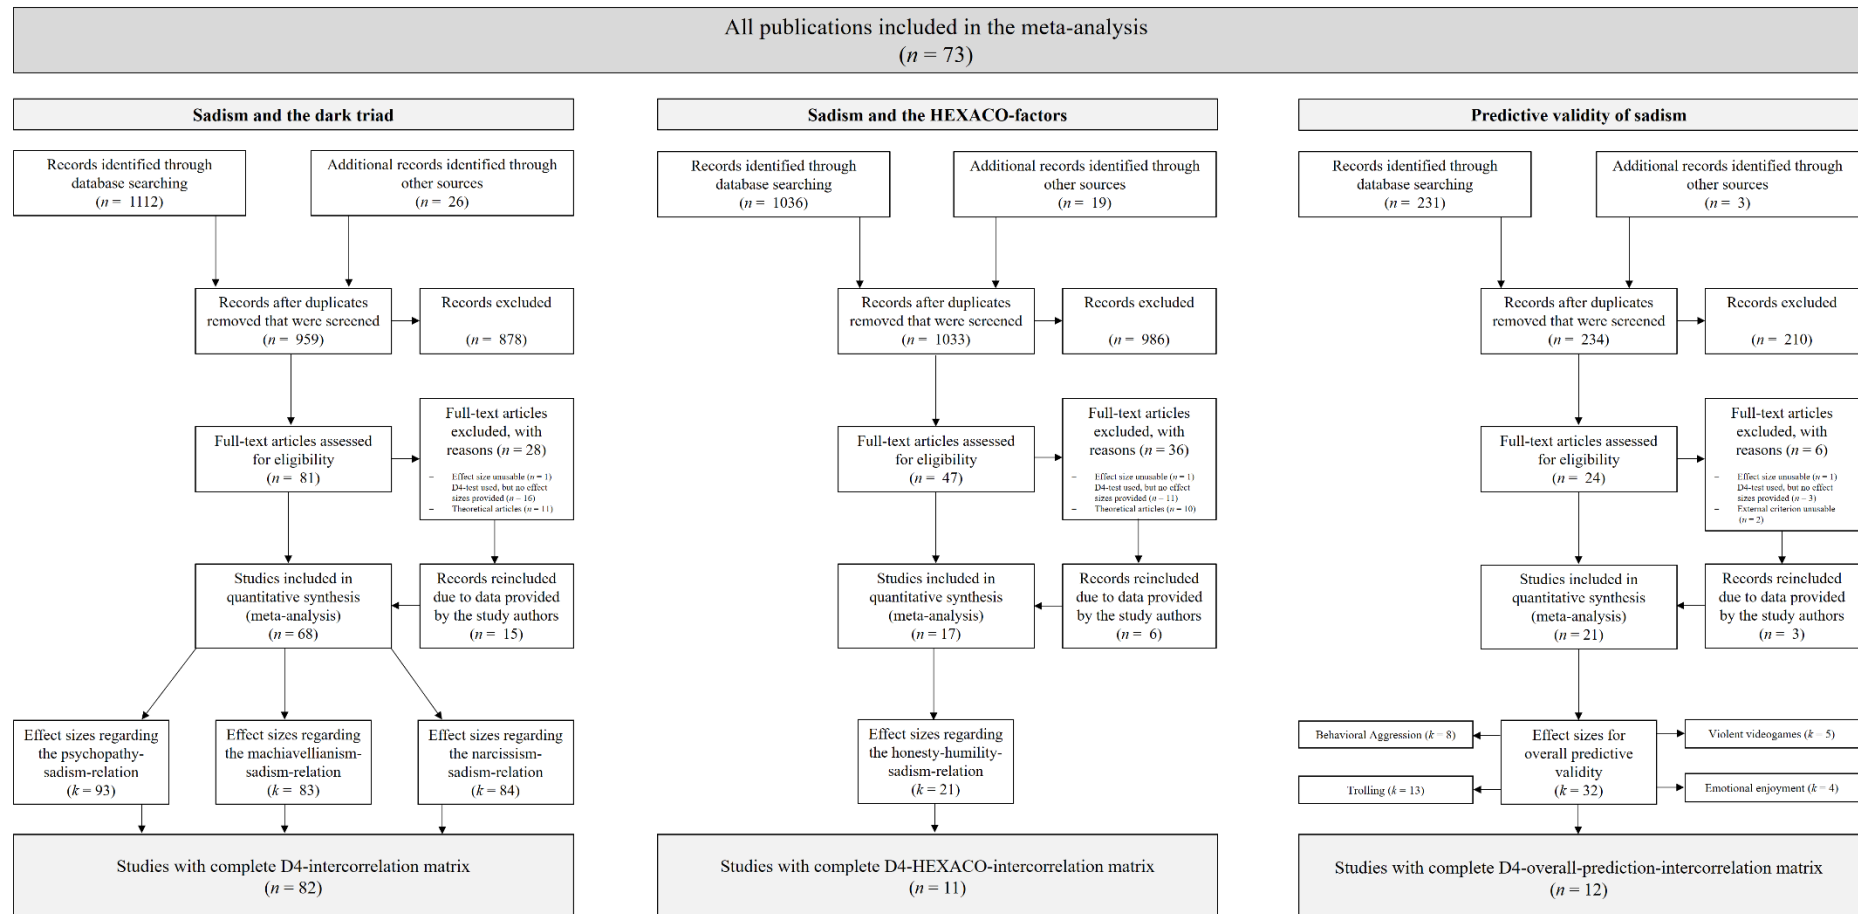 All publications included in the meta-analysis
(n = 73)
Sadism and the dark triad
Records identified through
database searching
(n = 1112)
Additional records identified through
other sources
(n = 26)
Records after duplicates
removed that were screened
(n = 959)
Records excluded
(n = 878)
Full-text articles assessed
for eligibility
(n = 81)
Full-text articles
excluded, with
reasons (n = 28)
– Effect size unusable (n = 1)
D4-test used, but no effect
sizes provided (n = 16)
– Theoretical articles (n = 11)
Studies included in
quantitative synthesis
(meta-analysis)
(n = 68)
Records reincluded
due to data provided
by the study authors
(n = 15)
Effect sizes regarding
the psychopathy-
sadism-relation
(k = 93)
Effect sizes regarding
the machiavellianism-
sadism-relation
(k = 83)
Effect sizes regarding
the narcissism-
sadism-relation
(k = 84)
Studies with complete D4-intercorrelation matrix
(n = 82)
Sadism and the HEXACO-factors
Records identified through
database searching
(n = 1036)
Additional records identified through
other sources
(n = 19)
Records after duplicates
removed that were screened
(n = 1033)
Records excluded
(n = 986)
Full-text articles assessed
for eligibility
(n = 47)
Full-text articles
excluded, with
reasons (n = 36)
– Effect size unusable (n = 1)
D4-test used, but no effect
sizes provided (n = 11)
– Theoretical articles (n = 10)
Studies included in
quantitative synthesis
(meta-analysis)
(n = 17)
Records reincluded
due to data provided
by the study authors
(n = 6)
Effect sizes regarding
the honesty-humility-
sadism-relation
(k = 21)
Studies with complete D4-HEXACO-intercorrelation matrix
(n = 11)
Predictive validity of sadism
Records identified through
database searching
(n = 231)
Additional records identified through
other sources
(n = 3)
Records after duplicates
removed that were screened
(n = 234)
Records excluded
(n = 210)
Full-text articles assessed
for eligibility
(n = 24)
Full-text articles
excluded, with
reasons (n = 6)
– Effect size unusable (n = 1)
D4-test used, but no effect
sizes provided (n = 3)
– External criterion unusable
(n = 2)
Studies included in
quantitative synthesis
(meta-analysis)
(n = 21)
Records reincluded
due to data provided
by the study authors
(n = 3)
Behavioral Aggression (k = 8)
Trolling (k = 13)
Effect sizes for
overall predictive
validity
(k = 32)
Violent videogames (k = 5)
Emotional enjoyment (k = 4)
Studies with complete D4-overall-prediction-intercorrelation matrix
(n = 12)